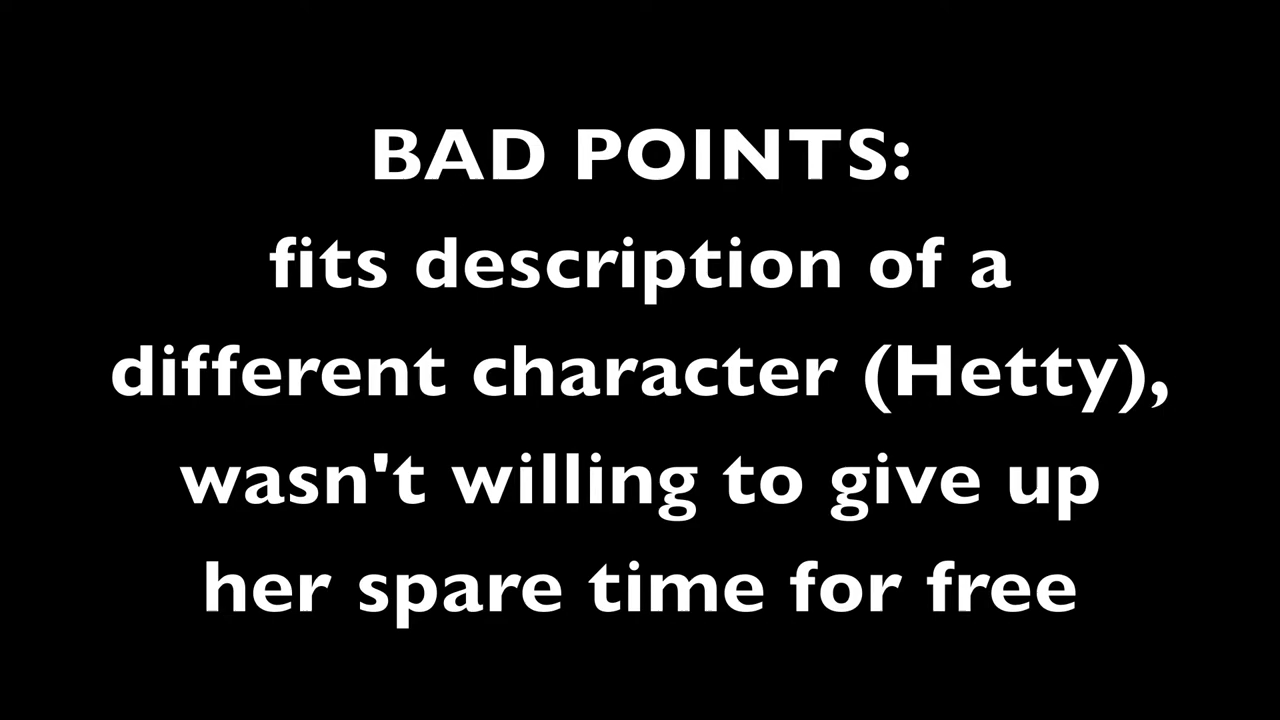 BAD POINTS:
fits description of a
different character (Hetty),
wasn't willing to give up
her spare time for free